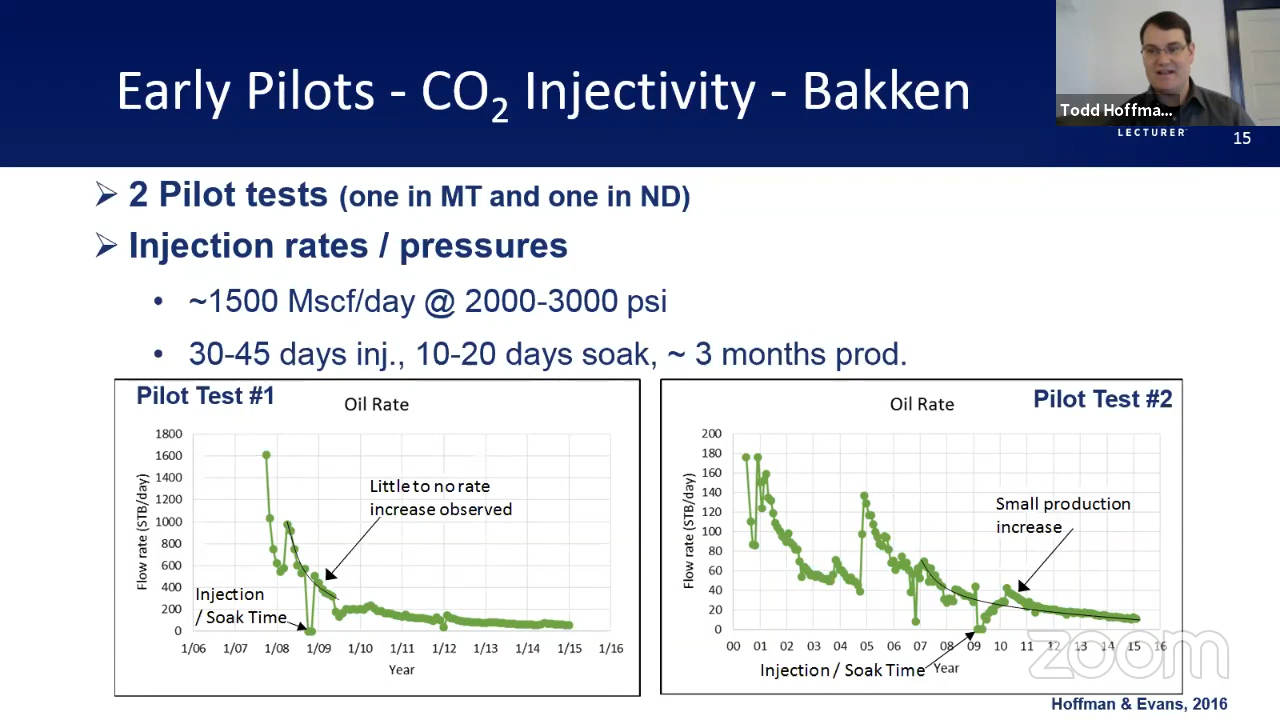 Early Pilots - CO2 Injectivity - Bakken
Todd Hoffma...
LECTURER
15
➢ 2 Pilot tests (one in MT and one in ND)
➢ Injection rates / pressures
• ~1500 Mscf/day @ 2000-3000 psi
• 30-45 days inj., 10-20 days soak, ~ 3 months prod.
Pilot Test #1
Oil Rate
Flow rate (STB/day)
1800
1600
1400
1200
1000
800
600
400
200
0
Little to no rate
increase observed
Injection
/ Soak Time
1/06 1/07 1/08 1/09 1/10 1/11 1/12 1/13 1/14 1/15 1/16
Year
Pilot Test #2
Oil Rate
Flow rate (STB/day)
200
180
160
140
120
100
80
60
40
20
0
Small production
increase
00 01 02 03 04 05 06 07 08 09 10 11 12 13 14 15 16
Injection / Soak Time
Year
zoom
Hoffman & Evans, 2016